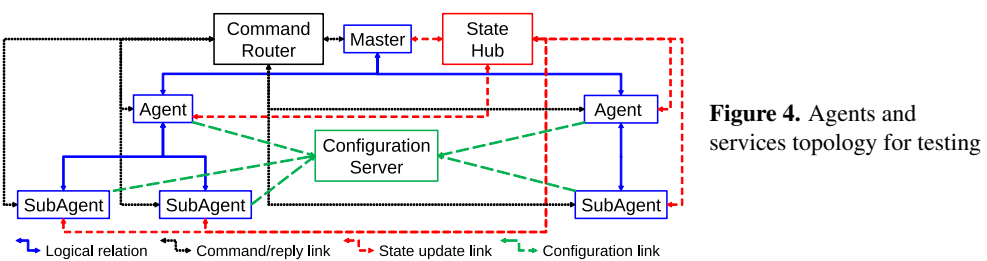 Command
Router
Master
State
Hub
Agent
Agent
Configuration
Server
SubAgent
SubAgent
SubAgent
Logical relation
Command/reply link
State update link
Configuration link
Figure 4. Agents and
services topology for testing